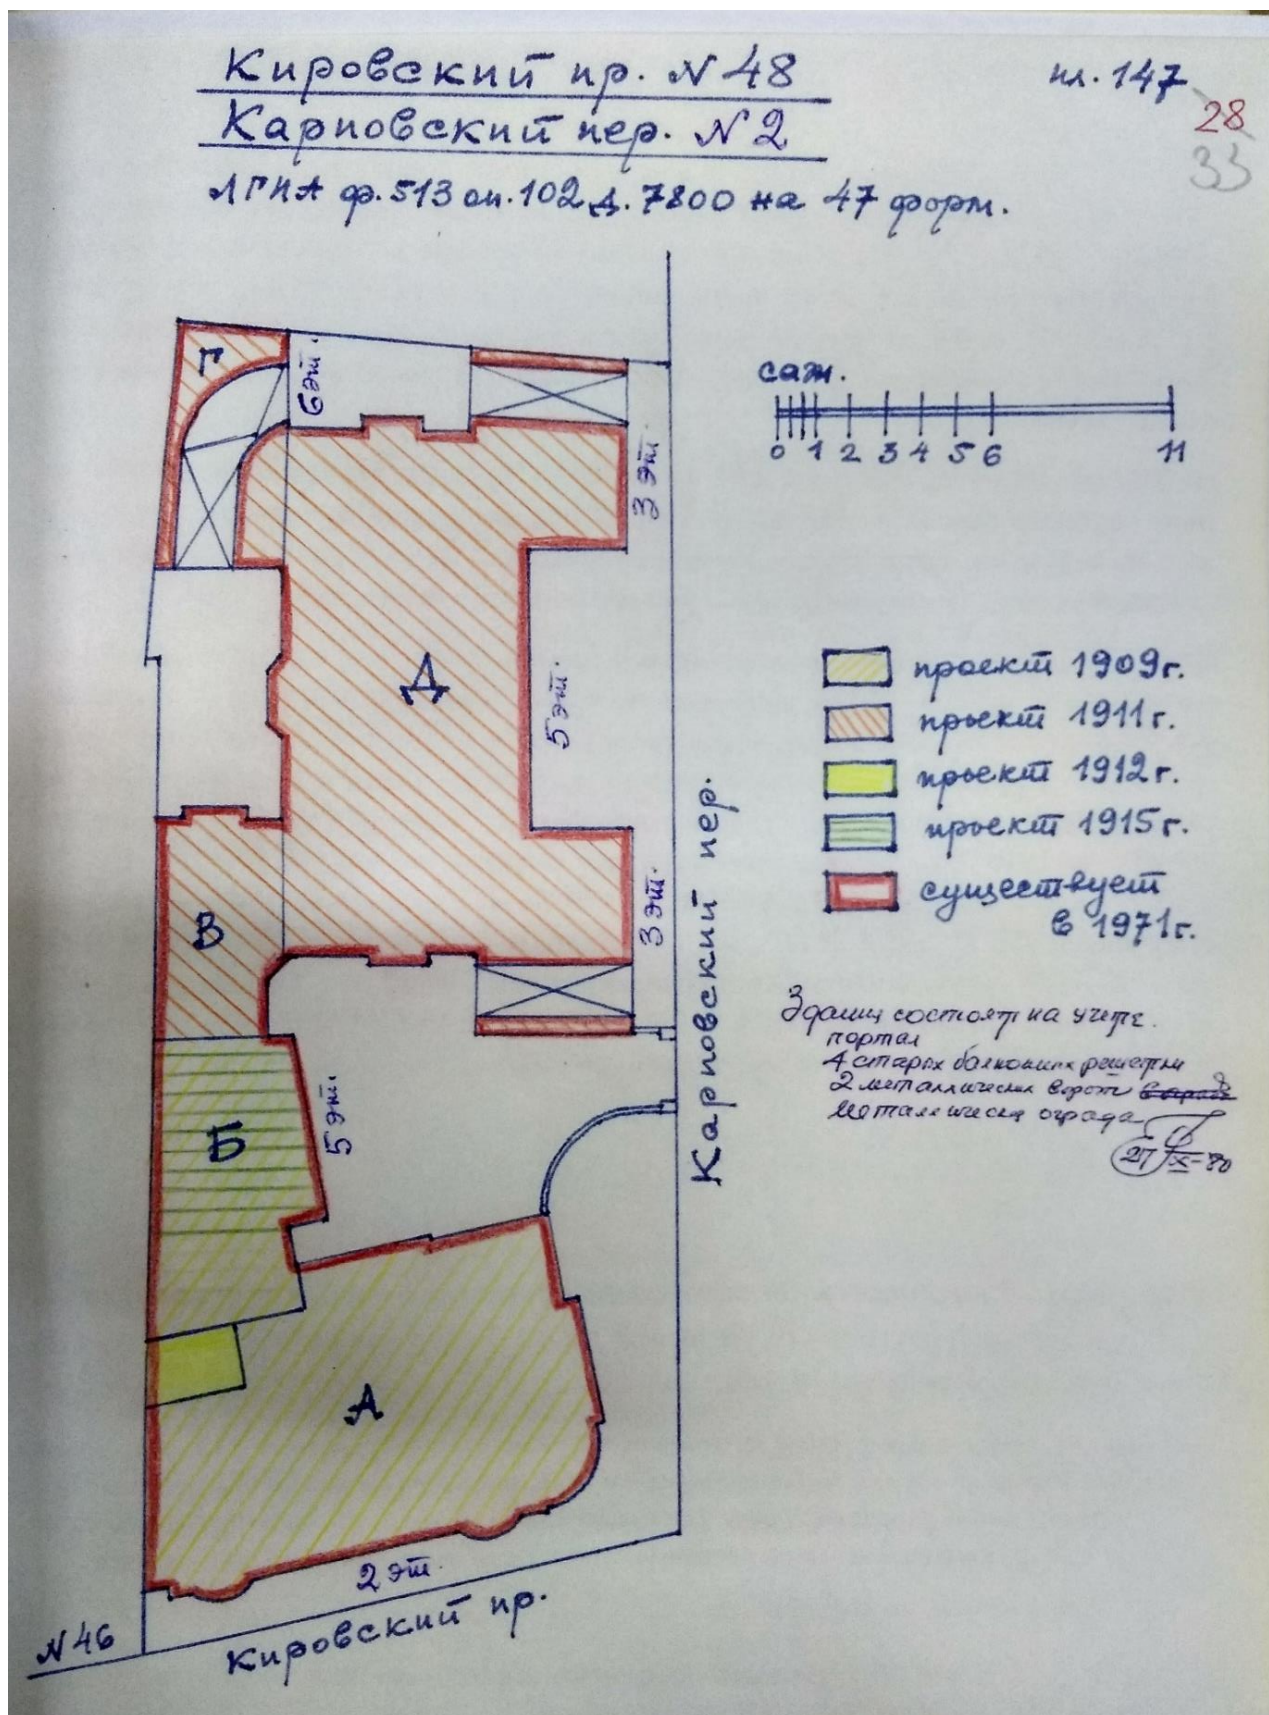 Кировский пр. N 48
Карповский пер. N 2
пл. 147
28
33
ЛГИА ф. 513 оп. 102 д. 7800 на 47 форм.
Г
6 эт.
саж.
0 1 2 3 4 5 6 11
3 эт.
Д
5 эт.
проект 1909 г.
проект 1911 г.
проект 1912 г.
проект 1915 г.
существует
в 1971 г.
Карповский пер.
В
3 эт.
Здания состоят на учете.
портал
4 старых балконных решетки
2 металлических ворот
металлическая ограда
27/X-80
Б
5 эт.
А
2 эт.
Кировский пр.
N 46